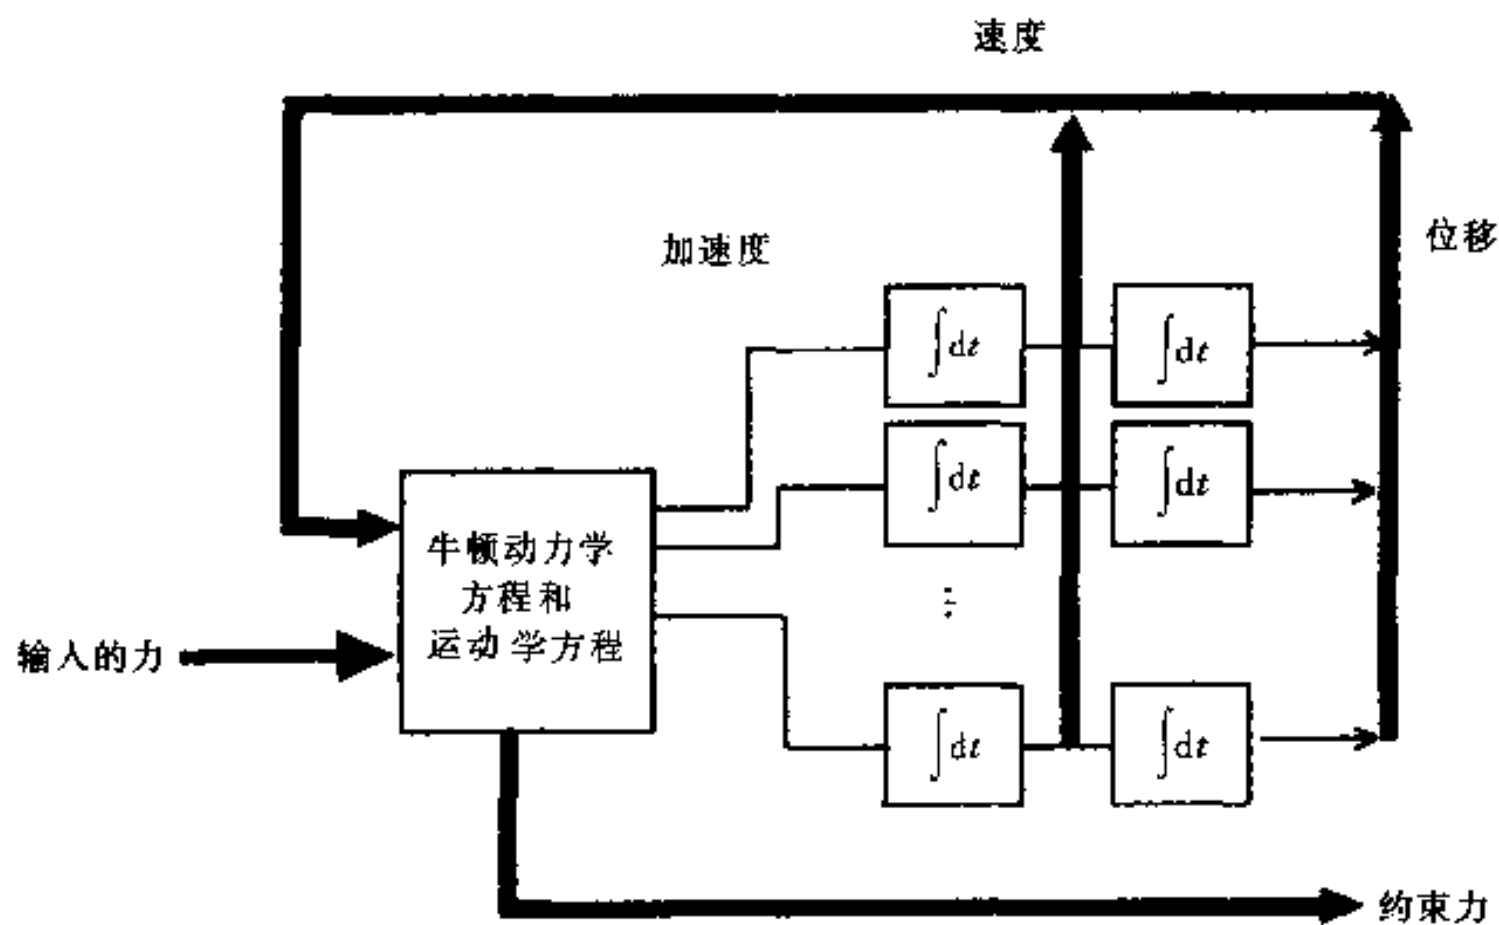 速度
加速度
位移
∫dt
∫dt
∫dt
∫dt
牛顿动力学
方程和
运动学方程
⋮
输入的力
∫dt
∫dt
约束力